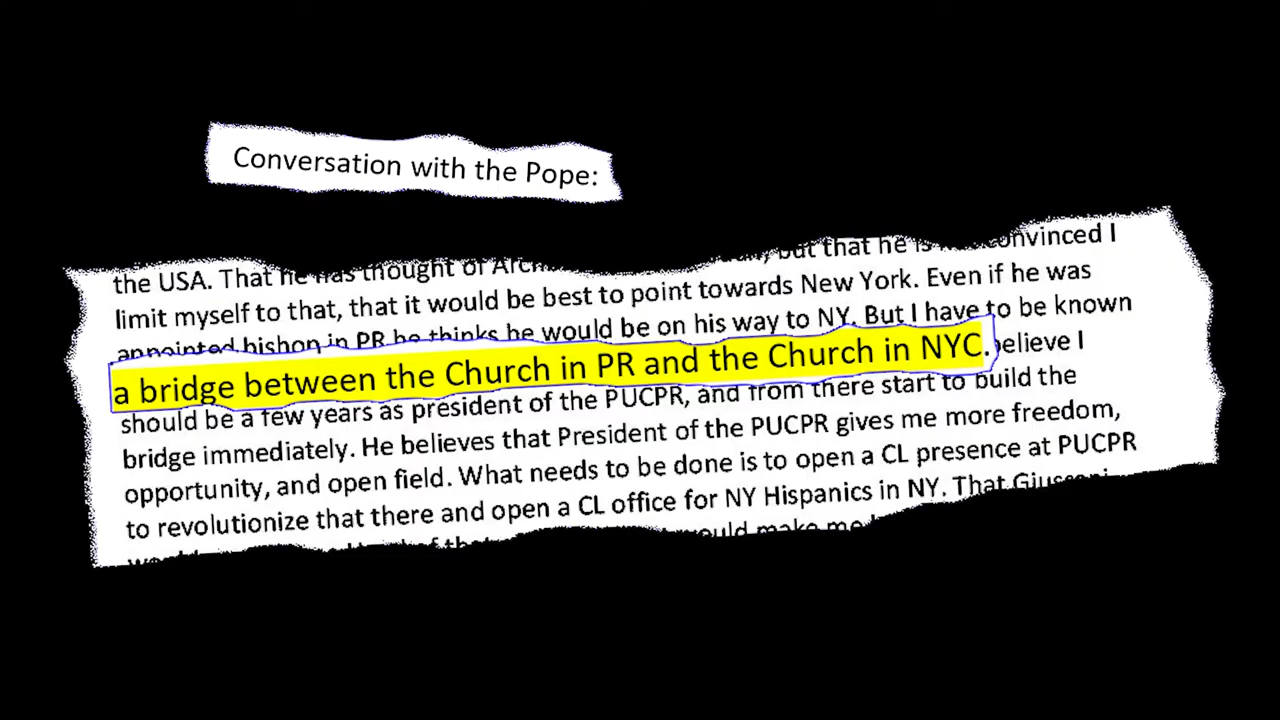 Conversation with the Pope:
the USA. That he has thought of but that he is convinced I
limit myself to that, that it would be best to point towards New York. Even if he was
appointed bishop in PR he thinks he would be on his way to NY. But I have to be known
a bridge between the Church in PR and the Church in NYC. believe I
should be a few years as president of the PUCPR, and from there start to build the
bridge immediately. He believes that President of the PUCPR gives me more freedom,
opportunity, and open field. What needs to be done is to open a CL presence at PUCPR
to revolutionize that there and open a CL office for NY Hispanics in NY. That Giussani
would make me